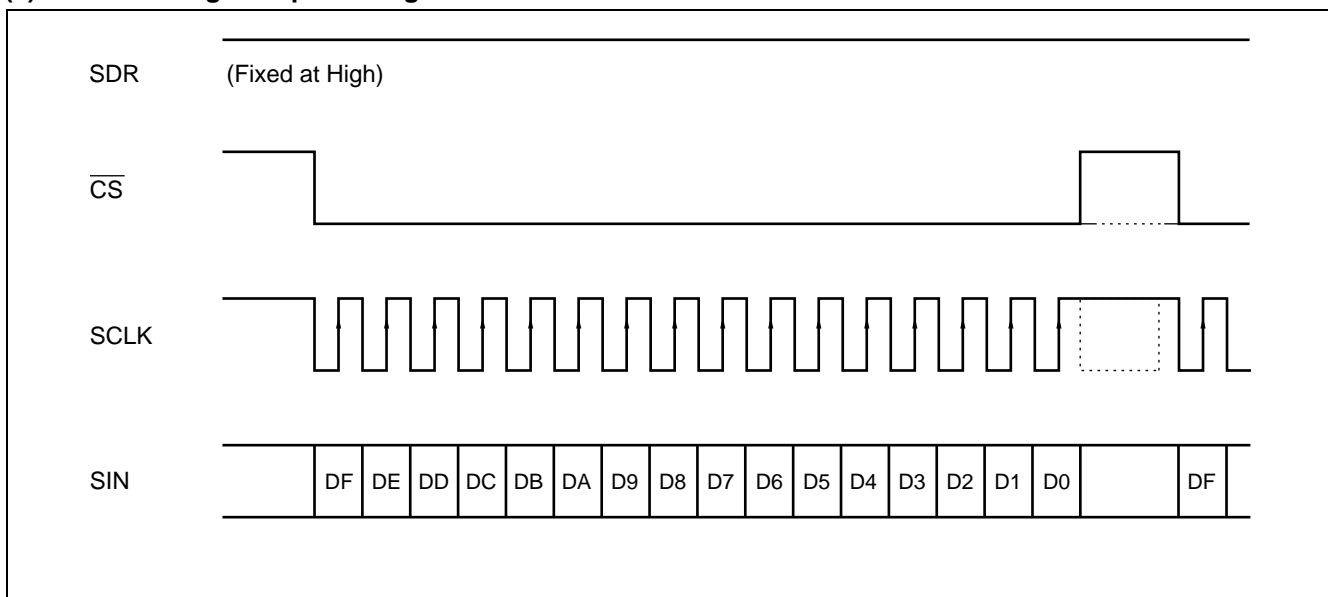 SDR (Fixed at High)
CS
SCLK
SIN DF DE DD DC DB DA D9 D8 D7 D6 D5 D4 D3 D2 D1 D0 DF